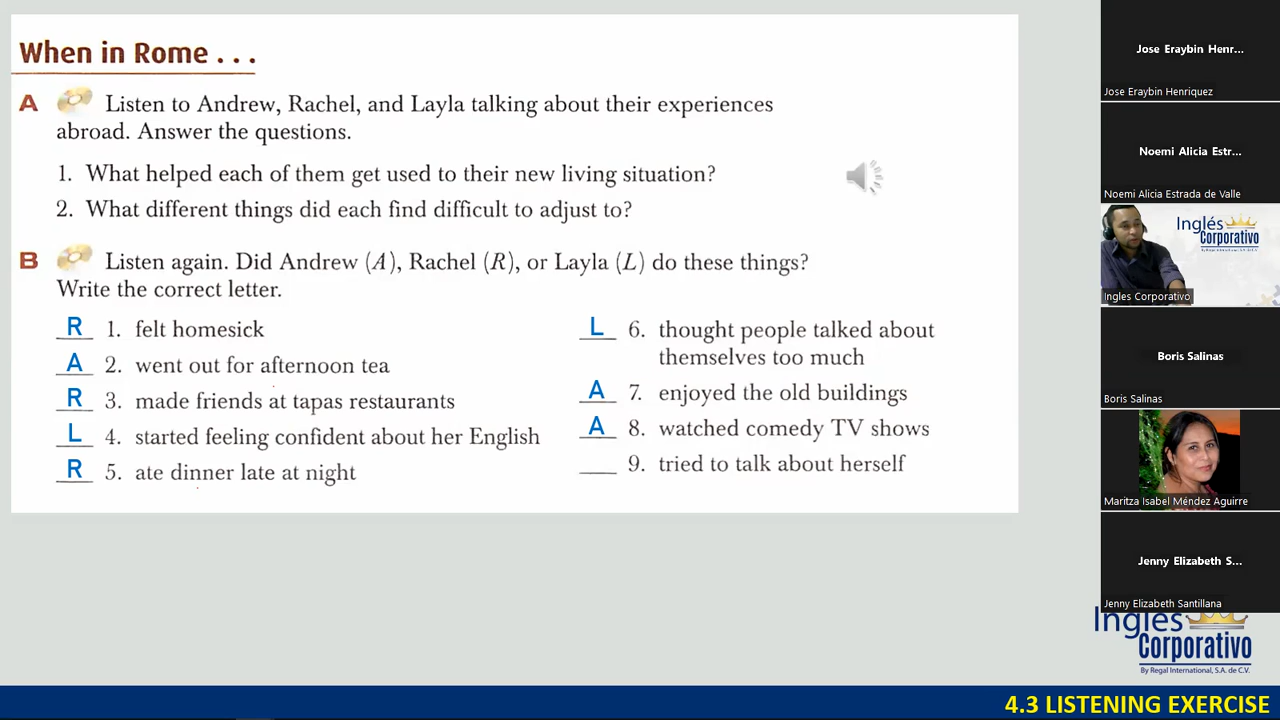 When in Rome . . .
A Listen to Andrew, Rachel, and Layla talking about their experiences
abroad. Answer the questions.
1. What helped each of them get used to their new living situation?
2. What different things did each find difficult to adjust to?
B Listen again. Did Andrew (A), Rachel (R), or Layla (L) do these things?
Write the correct letter.
R 1. felt homesick
A 2. went out for afternoon tea
R 3. made friends at tapas restaurants
L 4. started feeling confident about her English
R 5. ate dinner late at night
L 6. thought people talked about
themselves too much
A 7. enjoyed the old buildings
A 8. watched comedy TV shows
___ 9. tried to talk about herself
Jose Eraybin Henr...
Jose Eraybin Henriquez
Noemi Alicia Estr...
Noemi Alicia Estrada de Valle
Inglés
Corporativo
By Regal International, S.A. de C.V.
Ingles Corporativo
Boris Salinas
Boris Salinas
Maritza Isabel Méndez Aguirre
Jenny Elizabeth S...
Jenny Elizabeth Santillana
Inglés
Corporativo
By Regal International, S.A. de C.V.
4.3 LISTENING EXERCISE